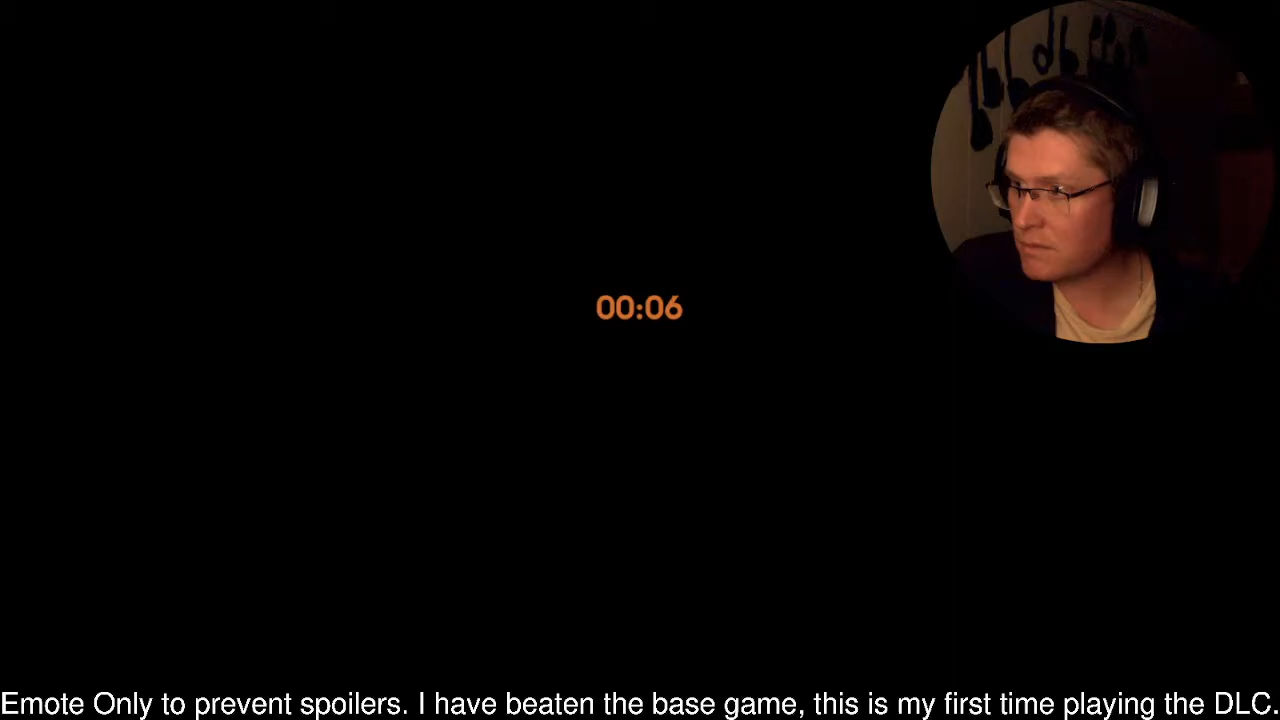 00:06
Emote Only to prevent spoilers. I have beaten the base game, this is my first time playing the DLC.